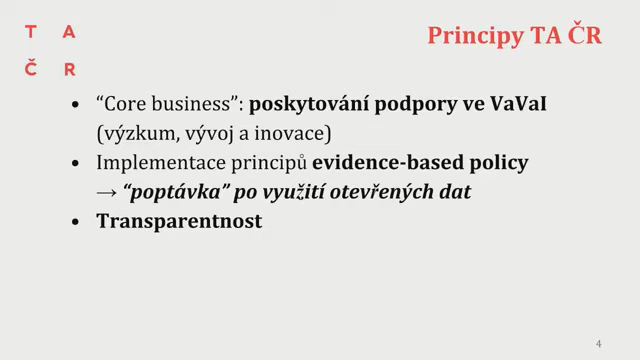 T A
Č R
Principy TA ČR
• “Core business”: poskytování podpory ve VaVaI
(výzkum, vývoj a inovace)
• Implementace principů evidence-based policy
→ “poptávka” po využití otevřených dat
• Transparentnost
4